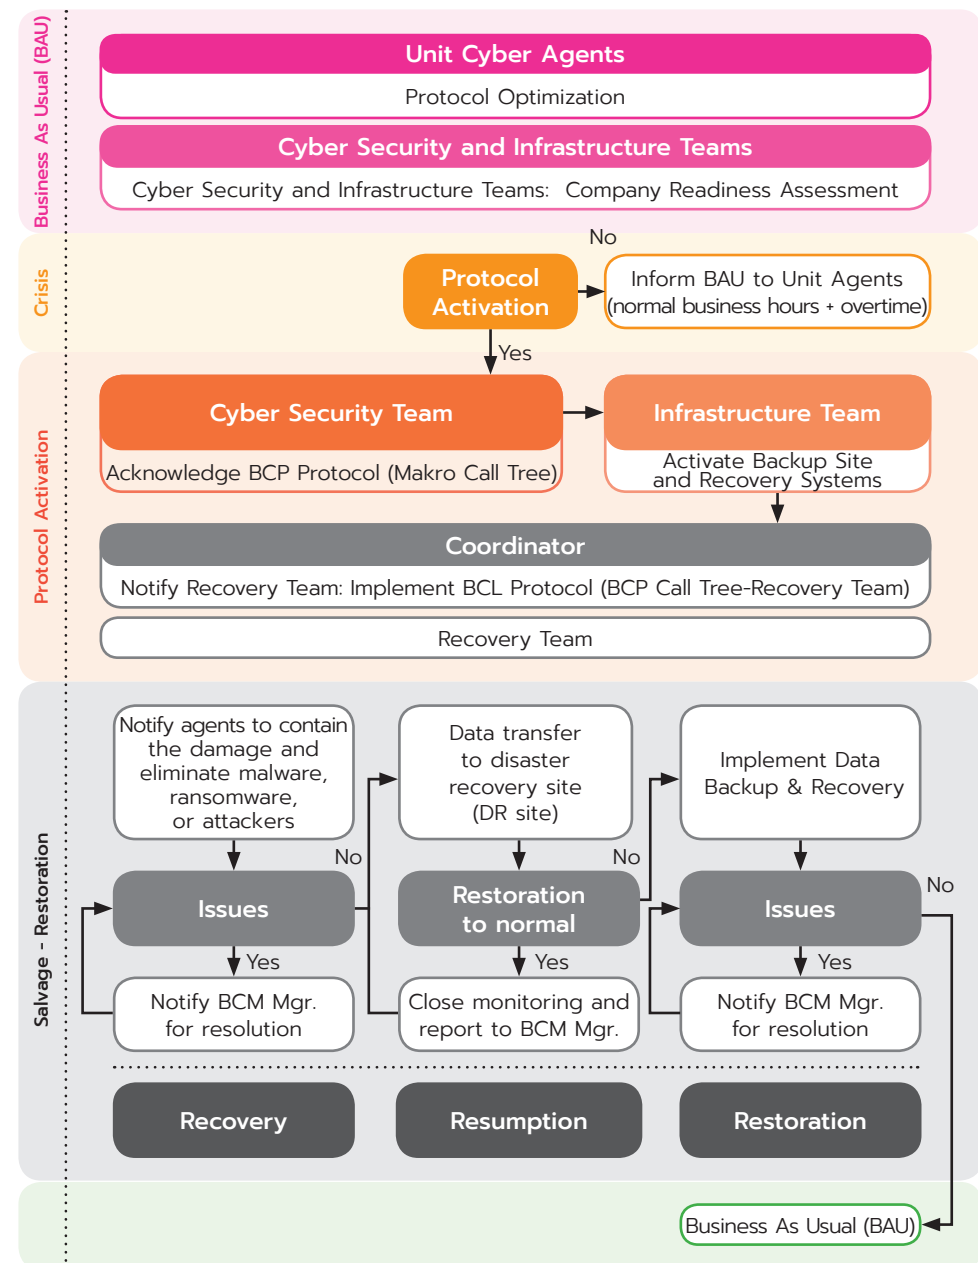 Business As Usual (BAU)
Unit Cyber Agents
Protocol Optimization
Cyber Security and Infrastructure Teams
Cyber Security and Infrastructure Teams: Company Readiness Assessment
Crisis
Protocol
Activation
No
Inform BAU to Unit Agents
(normal business hours + overtime)
Yes
Protocol Activation
Cyber Security Team
Acknowledge BCP Protocol (Makro Call Tree)
Infrastructure Team
Activate Backup Site
and Recovery Systems
Coordinator
Notify Recovery Team: Implement BCL Protocol (BCP Call Tree-Recovery Team)
Recovery Team
Salvage - Restoration
Notify agents to contain
the damage and
eliminate malware,
ransomware,
or attackers
No
Issues
Yes
Notify BCM Mgr.
for resolution
Data transfer
to disaster
recovery site
(DR site)
No
Restoration
to normal
Yes
Close monitoring and
report to BCM Mgr.
Implement Data
Backup & Recovery
No
Issues
Yes
Notify BCM Mgr.
for resolution
Recovery
Resumption
Restoration
Business As Usual (BAU)